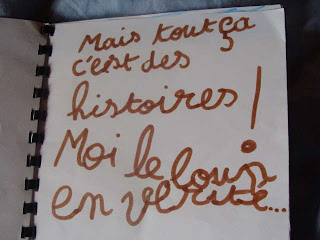 Mais tout ça
c'est des
histoires !
Moi le loup
en vérité...